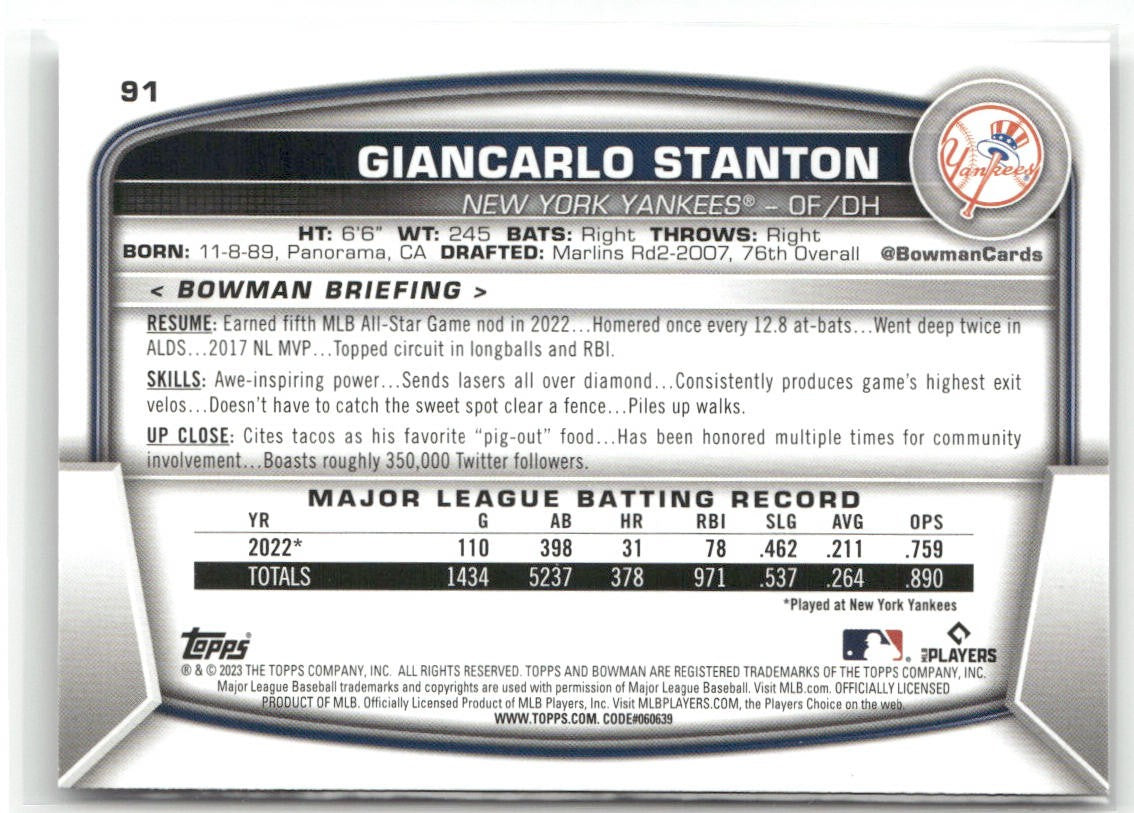 91
Yankees
GIANCARLO STANTON
NEW YORK YANKEES® – OF/DH
HT: 6'6" WT: 245 BATS: Right THROWS: Right
BORN: 11-8-89, Panorama, CA DRAFTED: Marlins Rd2-2007, 76th Overall @BowmanCards
< BOWMAN BRIEFING >
RESUME: Earned fifth MLB All-Star Game nod in 2022...Homered once every 12.8 at-bats...Went deep twice in
ALDS...2017 NL MVP...Topped circuit in longballs and RBI.
SKILLS: Awe-inspiring power...Sends lasers all over diamond...Consistently produces game's highest exit
velos...Doesn't have to catch the sweet spot clear a fence...Piles up walks.
UP CLOSE: Cites tacos as his favorite "pig-out" food...Has been honored multiple times for community
involvement...Boasts roughly 350,000 Twitter followers.
MAJOR LEAGUE BATTING RECORD
YR G AB HR RBI SLG AVG OPS
2022* 110 398 31 78 .462 .211 .759
TOTALS 1434 5237 378 971 .537 .264 .890
*Played at New York Yankees
Topps® MLB PLAYERS
® & © 2023 THE TOPPS COMPANY, INC. ALL RIGHTS RESERVED. TOPPS AND BOWMAN ARE REGISTERED TRADEMARKS OF THE TOPPS COMPANY, INC.
Major League Baseball trademarks and copyrights are used with permission of Major League Baseball. Visit MLB.com. OFFICIALLY LICENSED
PRODUCT OF MLB. Officially Licensed Product of MLB Players, Inc. Visit MLBPLAYERS.COM, the Players Choice on the web.
WWW.TOPPS.COM. CODE#060639